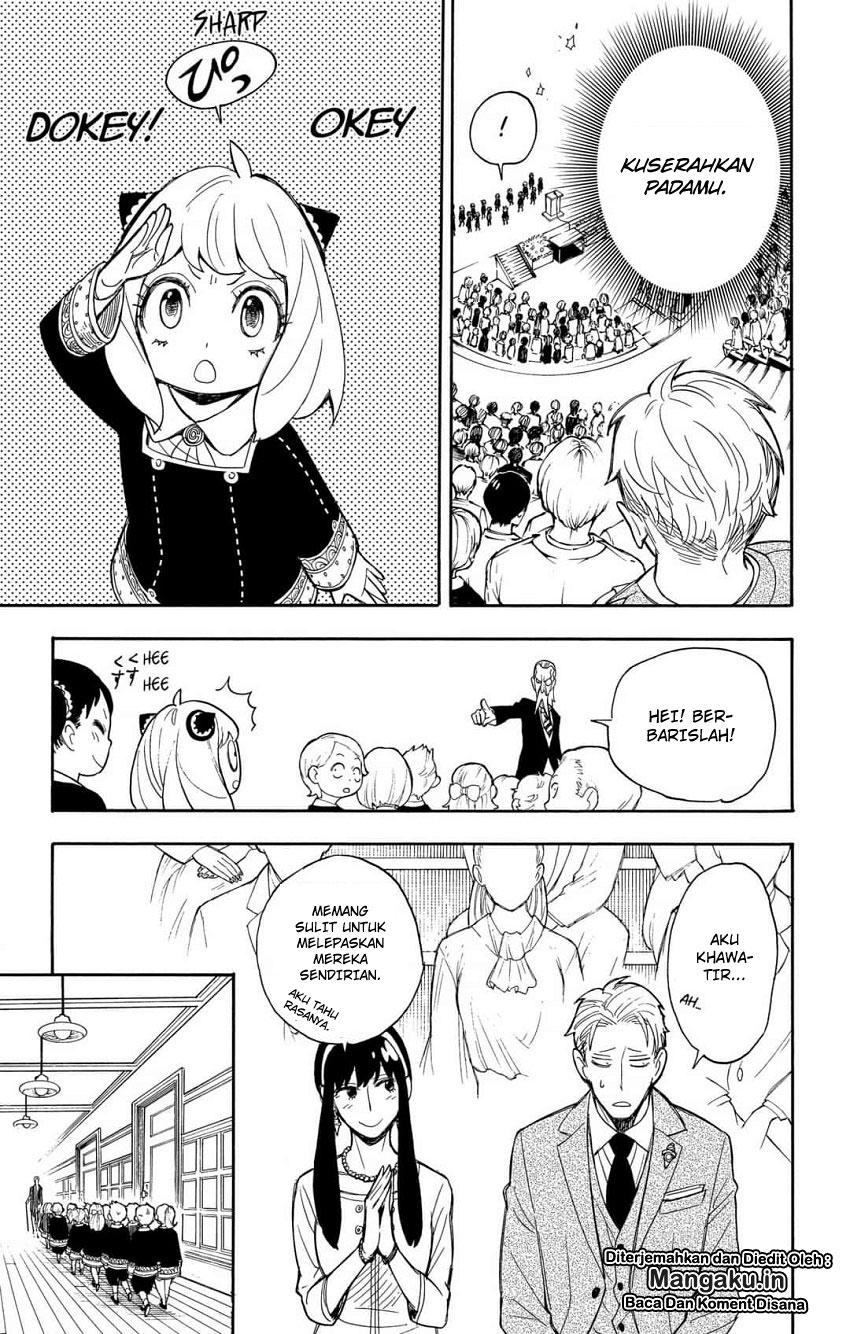 !
KUSERAHKAN
PADAMU.
SHARP
ぴっ
OKEY
DOKEY!
HEI! BER-
BARISLAH!
HEE
HEE
くす
くす
AKU
KHAWA-
TIR...
AH..
MEMANG
SULIT UNTUK
MELEPASKAN
MEREKA
SENDIRIAN.
AKU TAHU
RASANYA.
Diterjemahkan dan Diedit Oleh:
Mangaku.in
Baca Dan Koment Disana